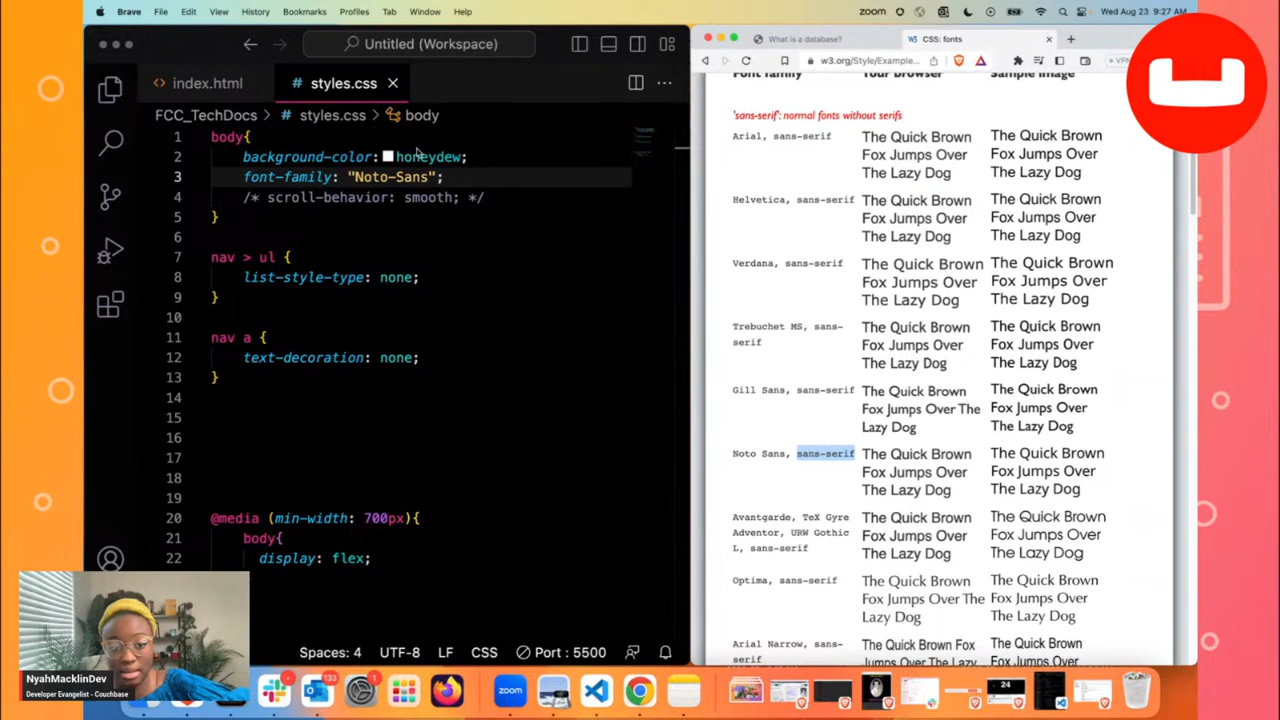 Brave File Edit View History Bookmarks Profiles Tab Window Help
zoom Wed Aug 23 9:27 AM
Untitled (Workspace)
index.html
# styles.css
FCC_TechDocs > # styles.css > body
1 body{
2 background-color: honeydew;
3 font-family: "Noto-Sans";
4 /* scroll-behavior: smooth; */
5 }
6
7 nav > ul {
8 list-style-type: none;
9 }
10
11 nav a {
12 text-decoration: none;
13 }
14
15
16
17
18
19
20 @media (min-width: 700px){
21 body{
22 display: flex;
Spaces: 4 UTF-8 LF CSS Port : 5500
What is a database?
W3 CSS: fonts
w3.org/Style/Example...
VPN
Font family Your browser Sample image
'sans-serif': normal fonts without serifs
Arial, sans-serif
The Quick Brown
Fox Jumps Over
The Lazy Dog
The Quick Brown
Fox Jumps Over
The Lazy Dog
Helvetica, sans-serif
The Quick Brown
Fox Jumps Over
The Lazy Dog
The Quick Brown
Fox Jumps Over
The Lazy Dog
Verdana, sans-serif
The Quick Brown
Fox Jumps Over
The Lazy Dog
The Quick Brown
Fox Jumps Over
The Lazy Dog
Trebuchet MS, sans-
serif
The Quick Brown
Fox Jumps Over
The Lazy Dog
The Quick Brown
Fox Jumps Over
The Lazy Dog
Gill Sans, sans-serif
The Quick Brown
Fox Jumps Over The
Lazy Dog
The Quick Brown
Fox Jumps Over
The Lazy Dog
Noto Sans, sans-serif
The Quick Brown
Fox Jumps Over
The Lazy Dog
The Quick Brown
Fox Jumps Over
The Lazy Dog
Avantgarde, TeX Gyre
Adventor, URW Gothic
L, sans-serif
The Quick Brown
Fox Jumps Over
The Lazy Dog
The Quick Brown
Fox Jumps Over
The Lazy Dog
Optima, sans-serif
The Quick Brown
Fox Jumps Over The
Lazy Dog
The Quick Brown
Fox Jumps Over
The Lazy Dog
Arial Narrow, sans-
serif
The Quick Brown Fox
Jumps Over The Lazy
The Quick Brown
Fox Jumps Over
NyahMacklinDev
Developer Evangelist - Couchbase
133
1
zoom
24